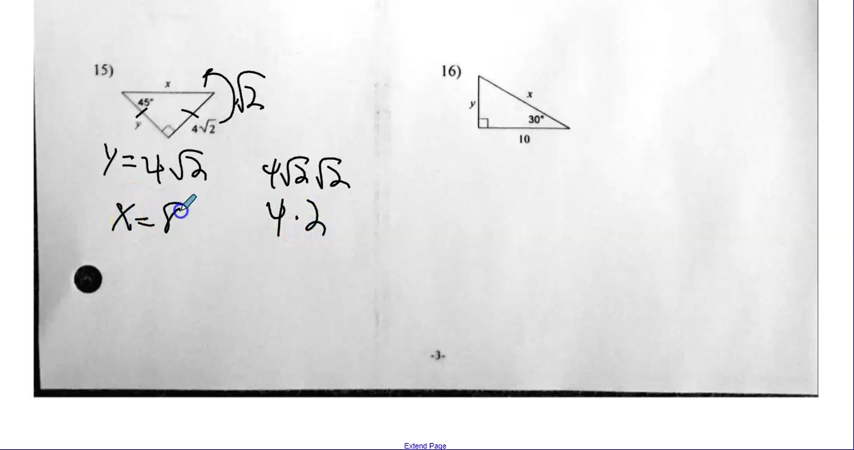 15)
x
45°
y
4√2
√2
y = 4√2
4√2√2
x = 8
4 · 2
16)
y
x
30°
10
-3-
Extend Page